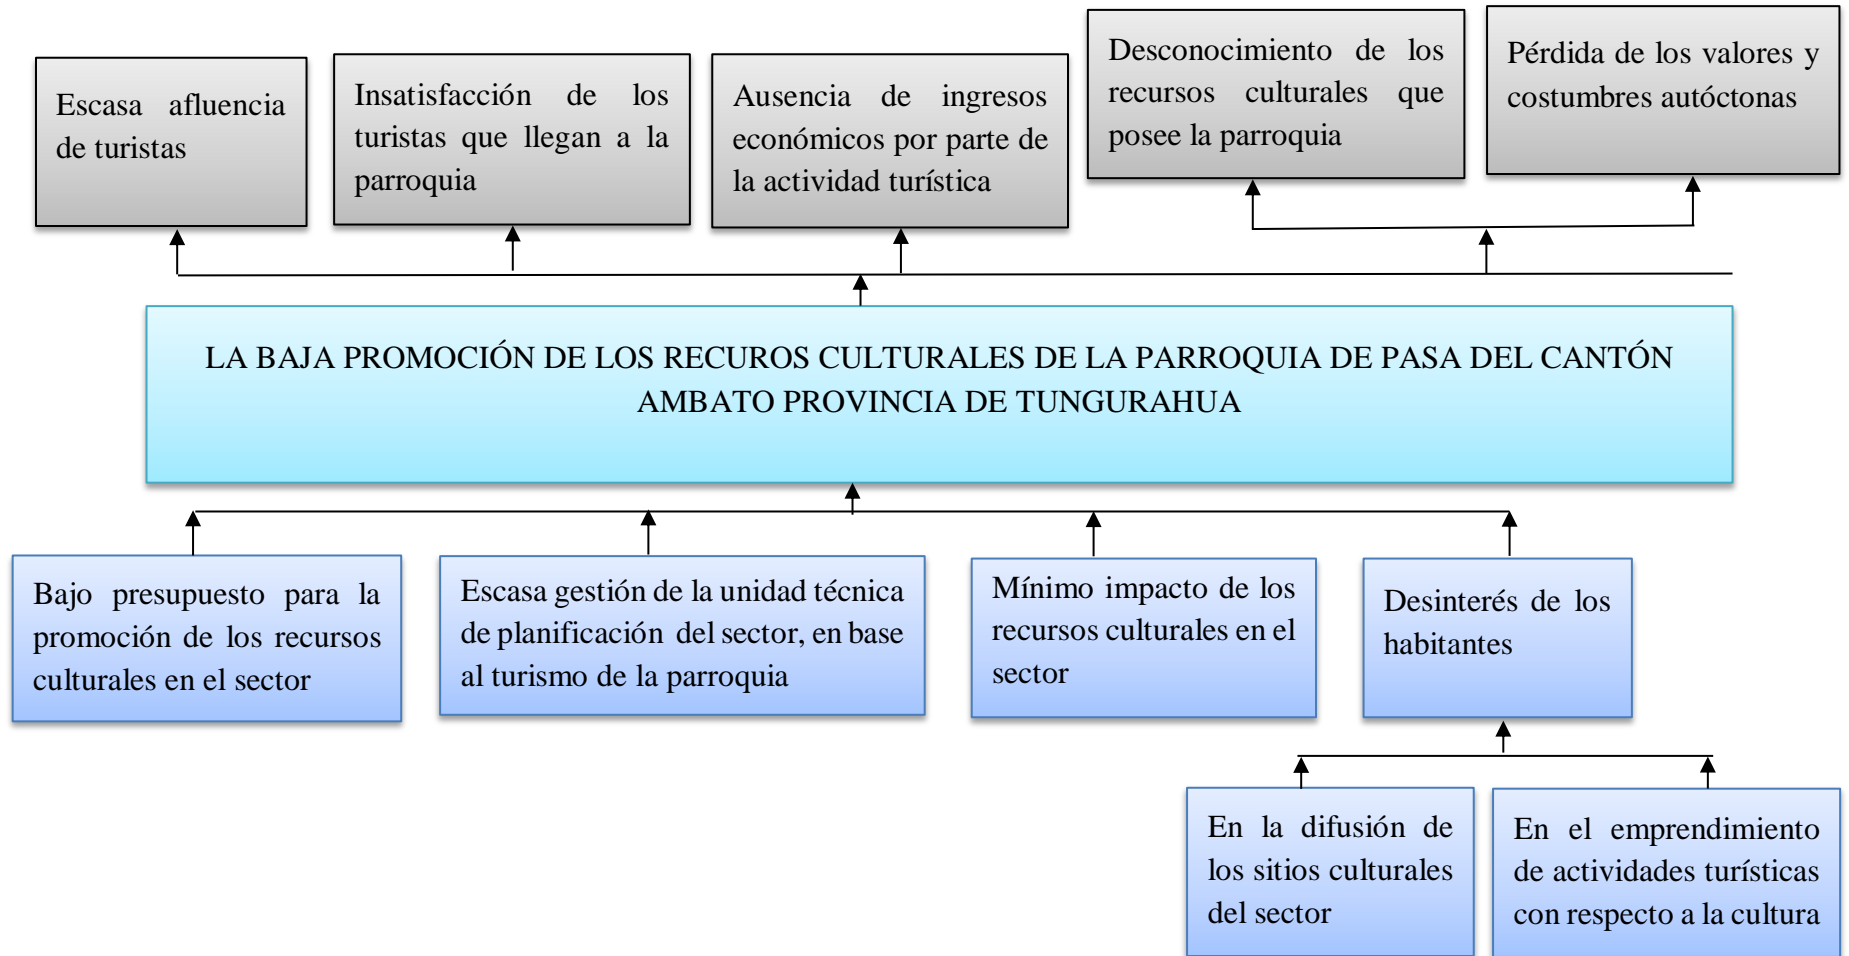 Escasa afluencia
de turistas
Insatisfacción de los
turistas que llegan a la
parroquia
Ausencia de ingresos
económicos por parte de
la actividad turística
Desconocimiento de los
recursos culturales que
posee la parroquia
Pérdida de los valores y
costumbres autóctonas
LA BAJA PROMOCIÓN DE LOS RECUROS CULTURALES DE LA PARROQUIA DE PASA DEL CANTÓN
AMBATO PROVINCIA DE TUNGURAHUA
Bajo presupuesto para la
promoción de los recursos
culturales en el sector
Escasa gestión de la unidad técnica
de planificación del sector, en base
al turismo de la parroquia
Mínimo impacto de los
recursos culturales en el
sector
Desinterés de los
habitantes
En la difusión de
los sitios culturales
del sector
En el emprendimiento
de actividades turísticas
con respecto a la cultura